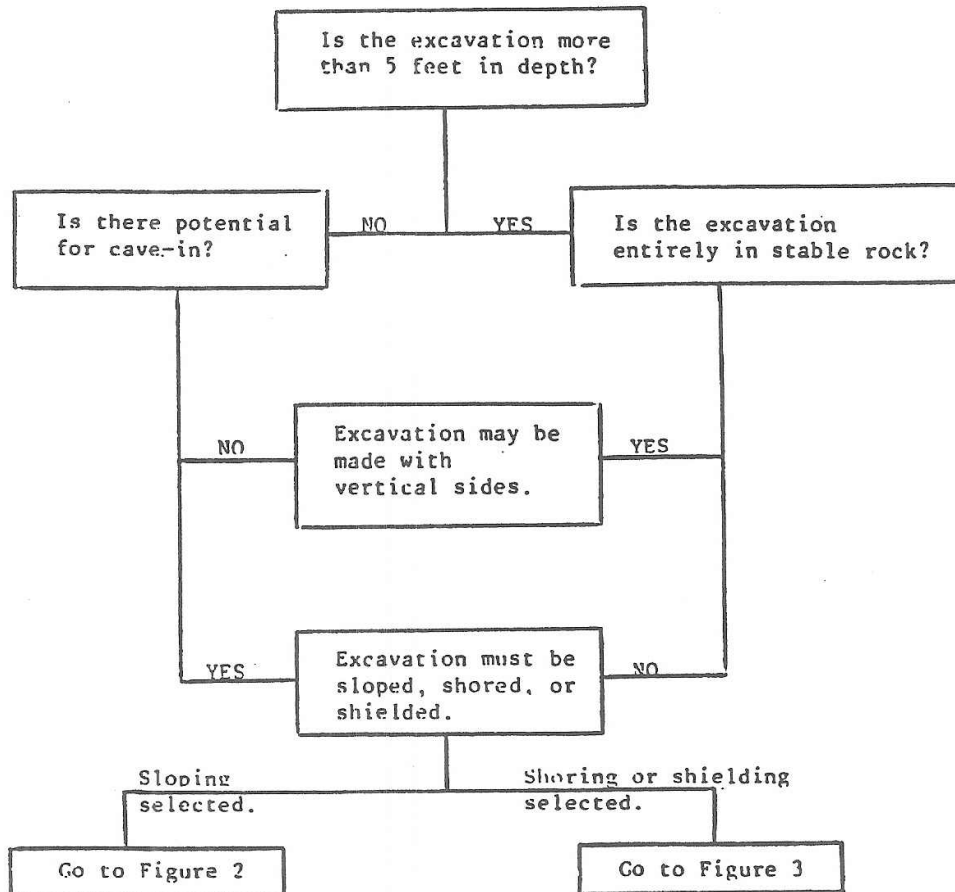 Is the excavation more
than 5 feet in depth?
Is there potential
for cave-in?
NO
YES
Is the excavation
entirely in stable rock?
NO
Excavation may be
made with
vertical sides.
YES
YES
Excavation must be
sloped, shored, or
shielded.
NO
Sloping
selected.
Shoring or shielding
selected.
Go to Figure 2
Go to Figure 3